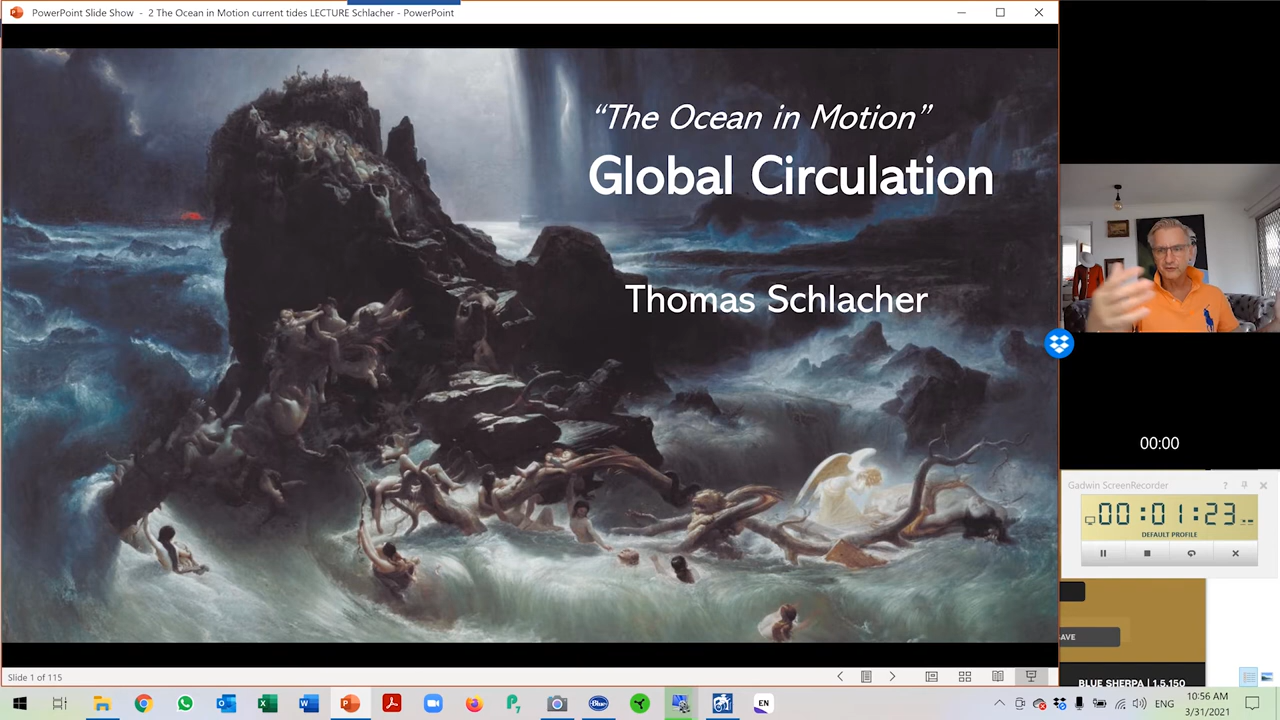 PowerPoint Slide Show - 2 The Ocean in Motion current tides LECTURE Schlacher - PowerPoint
“The Ocean in Motion”
Global Circulation
Thomas Schlacher
00:00
Gadwin ScreenRecorder
00:01:23
DEFAULT PROFILE
AVE
BLUE SHERPA | 1.5.150
Slide 1 of 115
EN
ENG
10:56 AM
3/31/2021